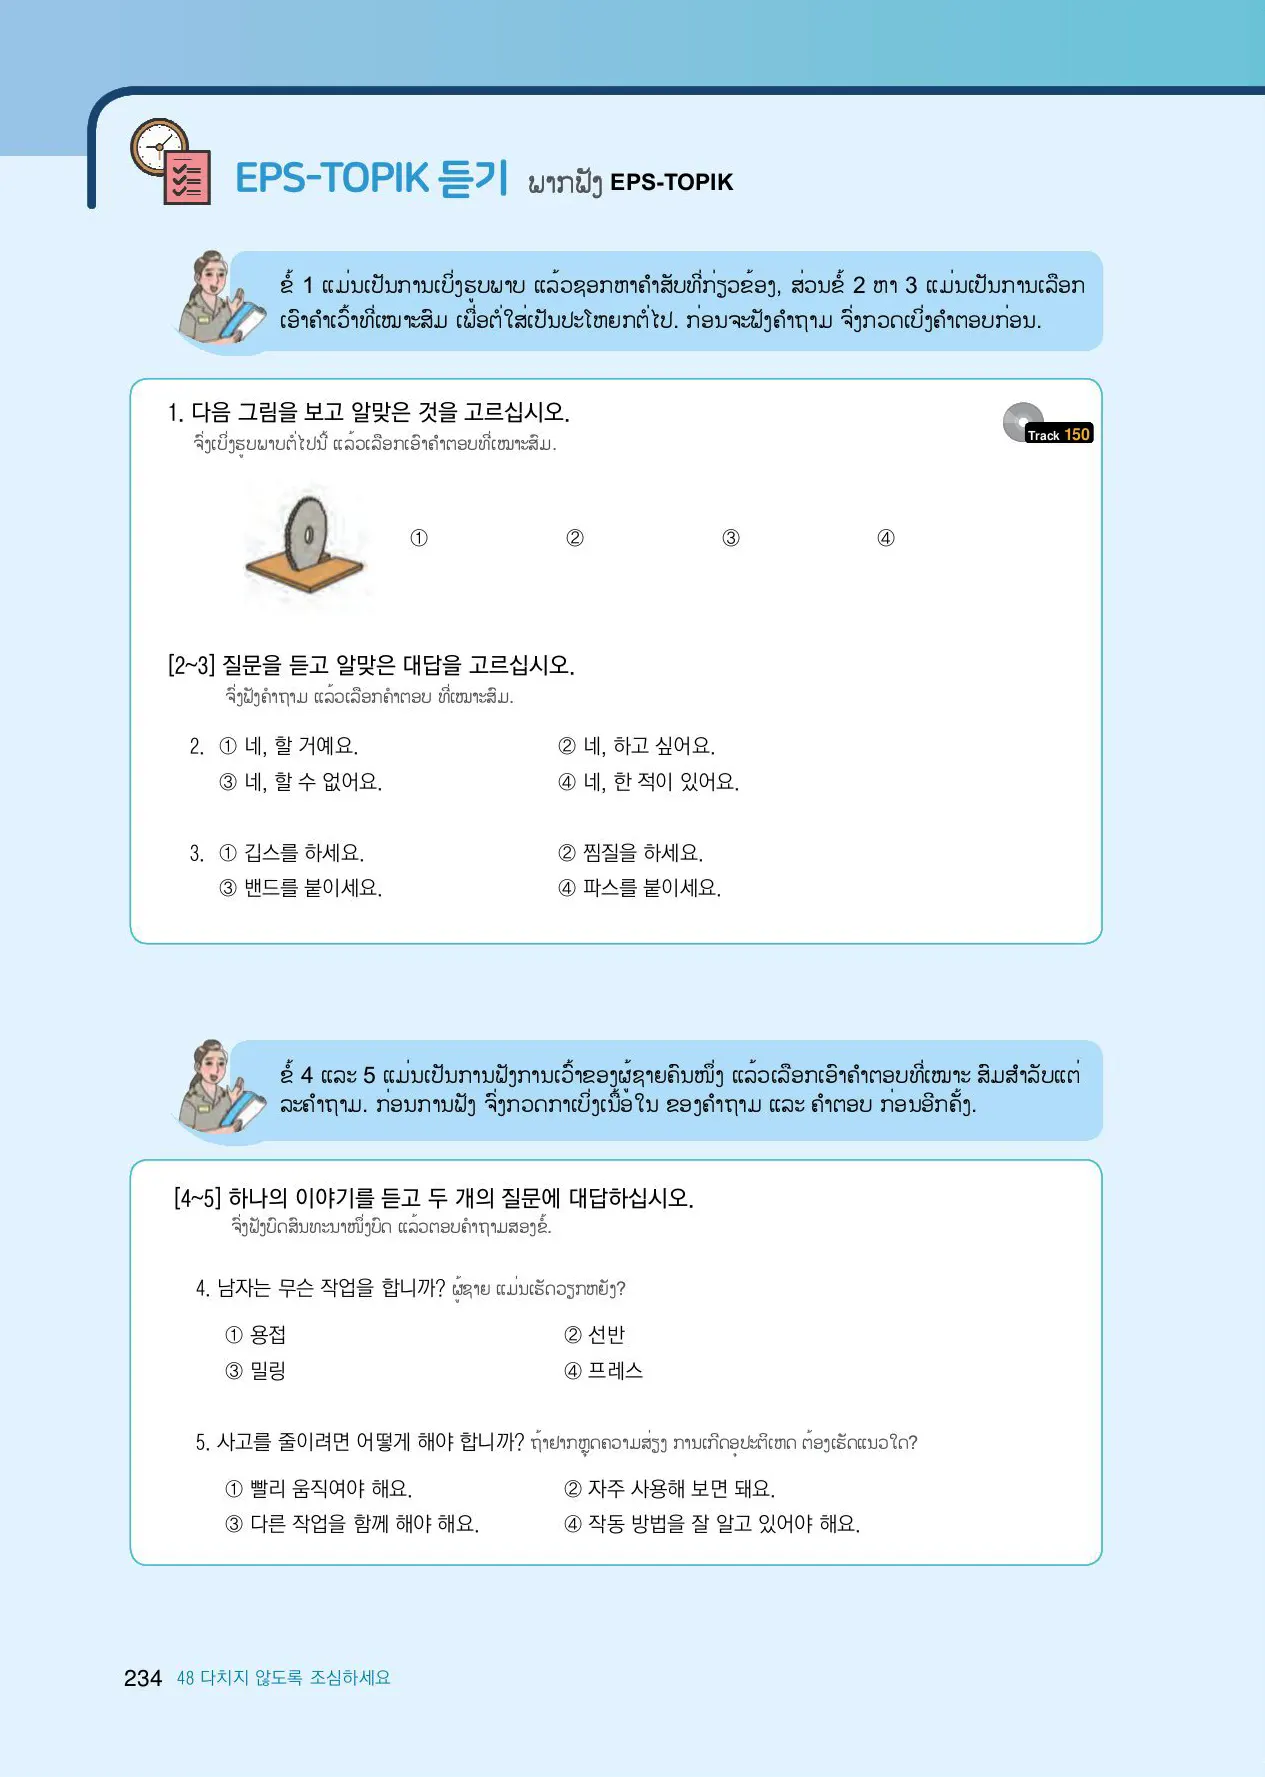 EPS-TOPIK 듣기 ພາກຟັງ EPS-TOPIK
ຂໍ້ 1 ແມ່ນເປັນການເບິ່ງຮູບພາບ ແລ້ວຊອກຫາຄຳສັບທີ່ກ່ຽວຂ້ອງ, ສ່ວນຂໍ້ 2 ຫາ 3 ແມ່ນເປັນການເລືອກ
ເອົາຄຳເວົ້າທີ່ເໝາະສົມ ເພື່ອຕໍ່ໃສ່ເປັນປະໂຫຍກຕໍ່ໄປ. ກ່ອນຈະຟັງຄຳຖາມ ຈົ່ງກວດເບິ່ງຄຳຕອບກ່ອນ.
1. 다음 그림을 보고 알맞은 것을 고르십시오.
Track 150
ຈົ່ງເບິ່ງຮູບພາບຕໍ່ໄປນີ້ ແລ້ວເລືອກເອົາຄຳຕອບທີ່ເໝາະສົມ.
① ② ③ ④
[2~3] 질문을 듣고 알맞은 대답을 고르십시오.
ຈົ່ງຟັງຄຳຖາມ ແລ້ວເລືອກຄຳຕອບ ທີ່ເໝາະສົມ.
2. ① 네, 할 거예요. ② 네, 하고 싶어요.
③ 네, 할 수 없어요. ④ 네, 한 적이 있어요.
3. ① 깁스를 하세요. ② 찜질을 하세요.
③ 밴드를 붙이세요. ④ 파스를 붙이세요.
ຂໍ້ 4 ແລະ 5 ແມ່ນເປັນການຟັງການເວົ້າຂອງຜູ້ຊາຍຄົນໜຶ່ງ ແລ້ວເລືອກເອົາຄຳຕອບທີ່ເໝາະ ສົມສຳລັບແຕ່
ລະຄຳຖາມ. ກ່ອນການຟັງ ຈົ່ງກວດກາເບິ່ງເນື້ອໃນ ຂອງຄຳຖາມ ແລະ ຄຳຕອບ ກ່ອນອີກຄັ້ງ.
[4~5] 하나의 이야기를 듣고 두 개의 질문에 대답하십시오.
ຈົ່ງຟັງບົດສົນທະນາໜຶ່ງບົດ ແລ້ວຕອບຄຳຖາມສອງຂໍ້.
4. 남자는 무슨 작업을 합니까? ຜູ້ຊາຍ ແມ່ນເຮັດວຽກຫຍັງ?
① 용접 ② 선반
③ 밀링 ④ 프레스
5. 사고를 줄이려면 어떻게 해야 합니까? ຖ້າຢາກຫຼຸດຄວາມສ່ຽງ ການເກີດອຸປະຕິເຫດ ຕ້ອງເຮັດແນວໃດ?
① 빨리 움직여야 해요. ② 자주 사용해 보면 돼요.
③ 다른 작업을 함께 해야 해요. ④ 작동 방법을 잘 알고 있어야 해요.
234 48 다치지 않도록 조심하세요